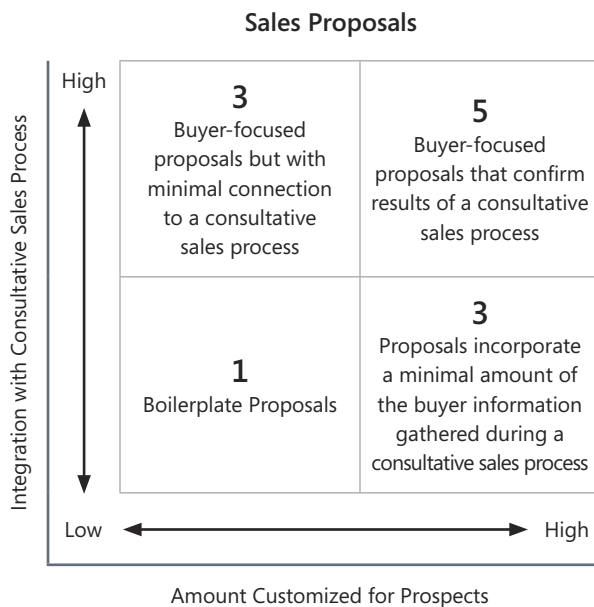 Sales Proposals
Integration with Consultative Sales Process
High
3
Buyer-focused
proposals but with
minimal connection
to a consultative
sales process
5
Buyer-focused
proposals that confirm
results of a consultative
sales process
1
Boilerplate Proposals
3
Proposals incorporate
a minimal amount of
the buyer information
gathered during a
consultative sales process
Low
High
Amount Customized for Prospects